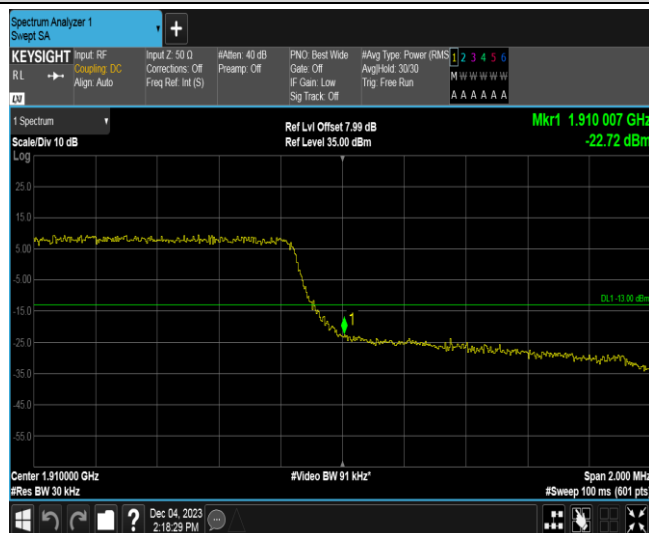 Spectrum Analyzer 1
Swept SA
+
KEYSIGHT
RL
LXI
Input: RF
Coupling: DC
Align: Auto
Input Z: 50 Ω
Corrections: Off
Freq Ref: Int (S)
#Atten: 40 dB
Preamp: Off
PNO: Best Wide
Gate: Off
IF Gain: Low
Sig Track: Off
#Avg Type: Power (RMS
Avg|Hold: 30/30
Trig: Free Run
1 2 3 4 5 6
M W W W W W
A A A A A A
1 Spectrum
Scale/Div 10 dB
Log
Ref Lvl Offset 7.99 dB
Ref Level 35.00 dBm
Mkr1 1.910 007 GHz
-22.72 dBm
25.0
15.0
5.00
-5.00
DL1 -13.00 dBm
-15.0
1
-25.0
-35.0
-45.0
-55.0
Center 1.910000 GHz
#Video BW 91 kHz*
Span 2.000 MHz
#Res BW 30 kHz
#Sweep 100 ms (601 pts)
?
Dec 04, 2023
2:18:29 PM